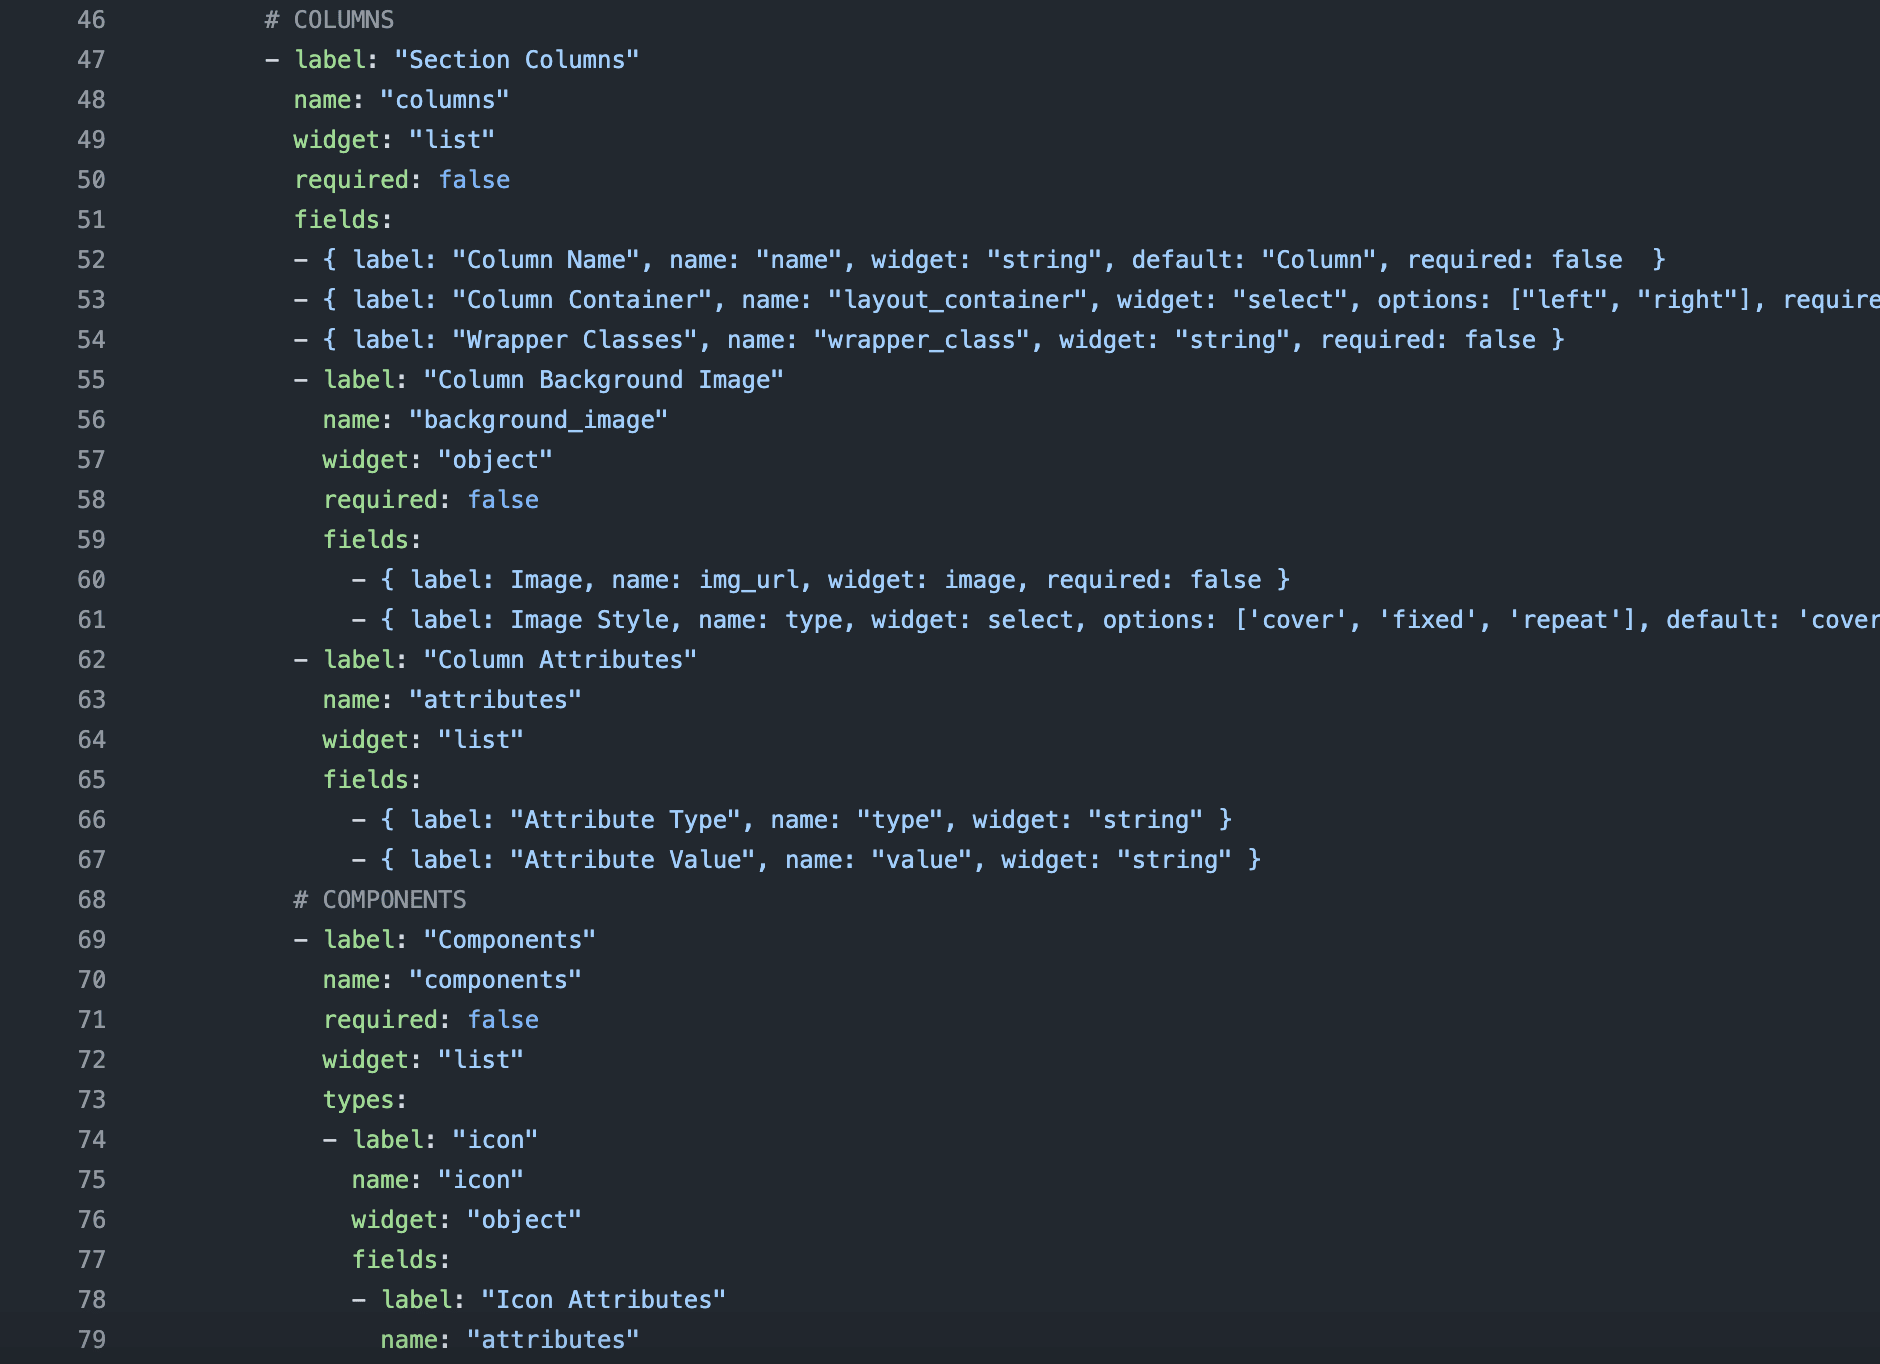 46 # COLUMNS
47 - label: "Section Columns"
48 name: "columns"
49 widget: "list"
50 required: false
51 fields:
52 - { label: "Column Name", name: "name", widget: "string", default: "Column", required: false  }
53 - { label: "Column Container", name: "layout_container", widget: "select", options: ["left", "right"], require
54 - { label: "Wrapper Classes", name: "wrapper_class", widget: "string", required: false }
55 - label: "Column Background Image"
56 name: "background_image"
57 widget: "object"
58 required: false
59 fields:
60 - { label: Image, name: img_url, widget: image, required: false }
61 - { label: Image Style, name: type, widget: select, options: ['cover', 'fixed', 'repeat'], default: 'cover
62 - label: "Column Attributes"
63 name: "attributes"
64 widget: "list"
65 fields:
66 - { label: "Attribute Type", name: "type", widget: "string" }
67 - { label: "Attribute Value", name: "value", widget: "string" }
68 # COMPONENTS
69 - label: "Components"
70 name: "components"
71 required: false
72 widget: "list"
73 types:
74 - label: "icon"
75 name: "icon"
76 widget: "object"
77 fields:
78 - label: "Icon Attributes"
79 name: "attributes"